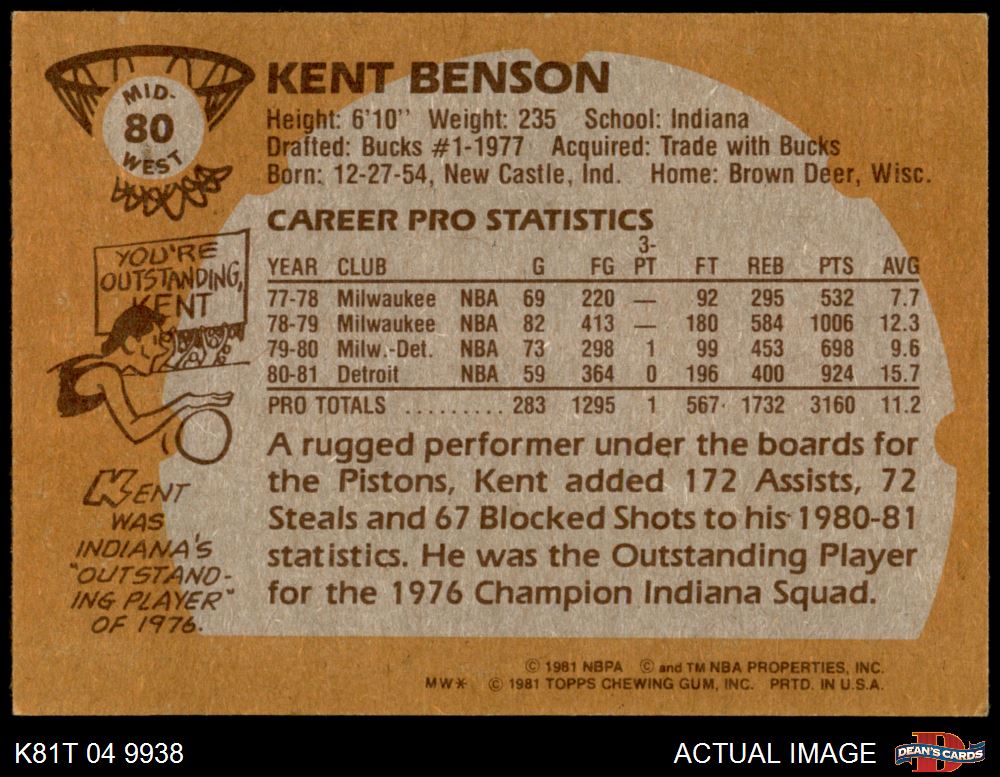 MID-
80
WEST
KENT BENSON
Height: 6'10" Weight: 235 School: Indiana
Drafted: Bucks #1-1977 Acquired: Trade with Bucks
Born: 12-27-54, New Castle, Ind. Home: Brown Deer, Wisc.
CAREER PRO STATISTICS
YEAR CLUB G FG 3-PT FT REB PTS AVG
77-78 Milwaukee NBA 69 220 — 92 295 532 7.7
78-79 Milwaukee NBA 82 413 — 180 584 1006 12.3
79-80 Milw.-Det. NBA 73 298 1 99 453 698 9.6
80-81 Detroit NBA 59 364 0 196 400 924 15.7
PRO TOTALS ......... 283 1295 1 567 1732 3160 11.2
YOU'RE
OUTSTANDING,
KENT
KENT
WAS
INDIANA'S
"OUTSTAND-
ING PLAYER"
OF 1976.
A rugged performer under the boards for
the Pistons, Kent added 172 Assists, 72
Steals and 67 Blocked Shots to his 1980-81
statistics. He was the Outstanding Player
for the 1976 Champion Indiana Squad.
© 1981 NBPA © and TM NBA PROPERTIES, INC.
MW* © 1981 TOPPS CHEWING GUM, INC. PRTD. IN U.S.A.
K81T 04 9938
ACTUAL IMAGE
D
DEAN'S CARDS